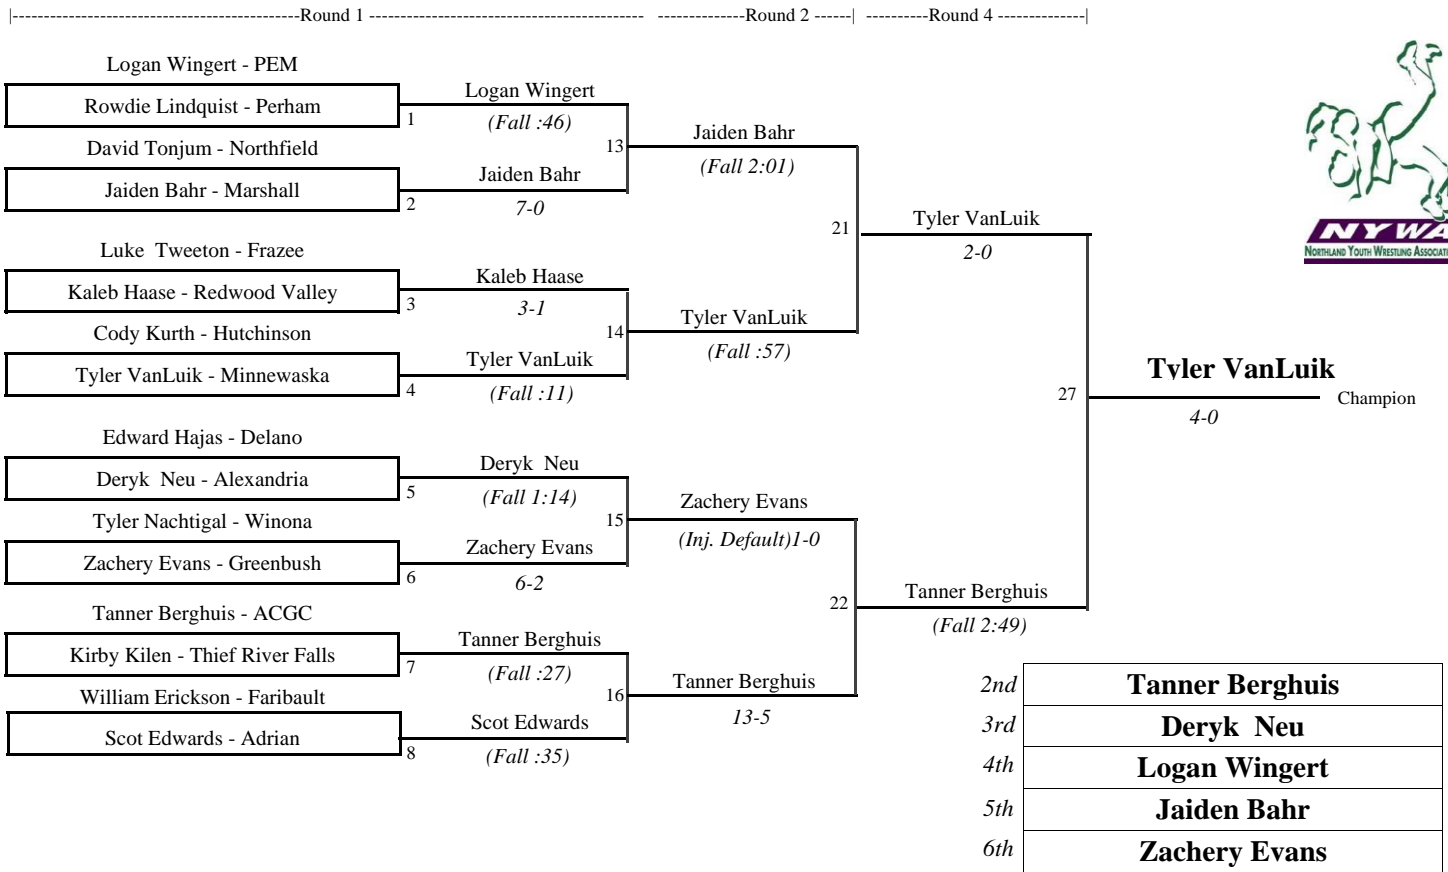 |----------------------------------------------Round 1 -------------------------------------------- --------------Round 2 ------| ----------Round 4 --------------|
Logan Wingert - PEM
Rowdie Lindquist - Perham
1
David Tonjum - Northfield
Jaiden Bahr - Marshall
2
Luke  Tweeton - Frazee
Kaleb Haase - Redwood Valley
3
Cody Kurth - Hutchinson
Tyler VanLuik - Minnewaska
4
Edward Hajas - Delano
Deryk  Neu - Alexandria
5
Tyler Nachtigal - Winona
Zachery Evans - Greenbush
6
Tanner Berghuis - ACGC
Kirby Kilen - Thief River Falls
7
William Erickson - Faribault
Scot Edwards - Adrian
8
Logan Wingert
(Fall :46)
13
Jaiden Bahr
7-0
Kaleb Haase
3-1
14
Tyler VanLuik
(Fall :11)
Deryk  Neu
(Fall 1:14)
15
Zachery Evans
6-2
Tanner Berghuis
(Fall :27)
16
Scot Edwards
(Fall :35)
Jaiden Bahr
(Fall 2:01)
21
Tyler VanLuik
(Fall :57)
Zachery Evans
(Inj. Default)1-0
22
Tanner Berghuis
13-5
Tyler VanLuik
2-0
27
Tanner Berghuis
(Fall 2:49)
Tyler VanLuik
Champion
4-0
NYWA
NORTHLAND YOUTH WRESTLING ASSOCIAT
2nd Tanner Berghuis
3rd Deryk  Neu
4th Logan Wingert
5th Jaiden Bahr
6th Zachery Evans